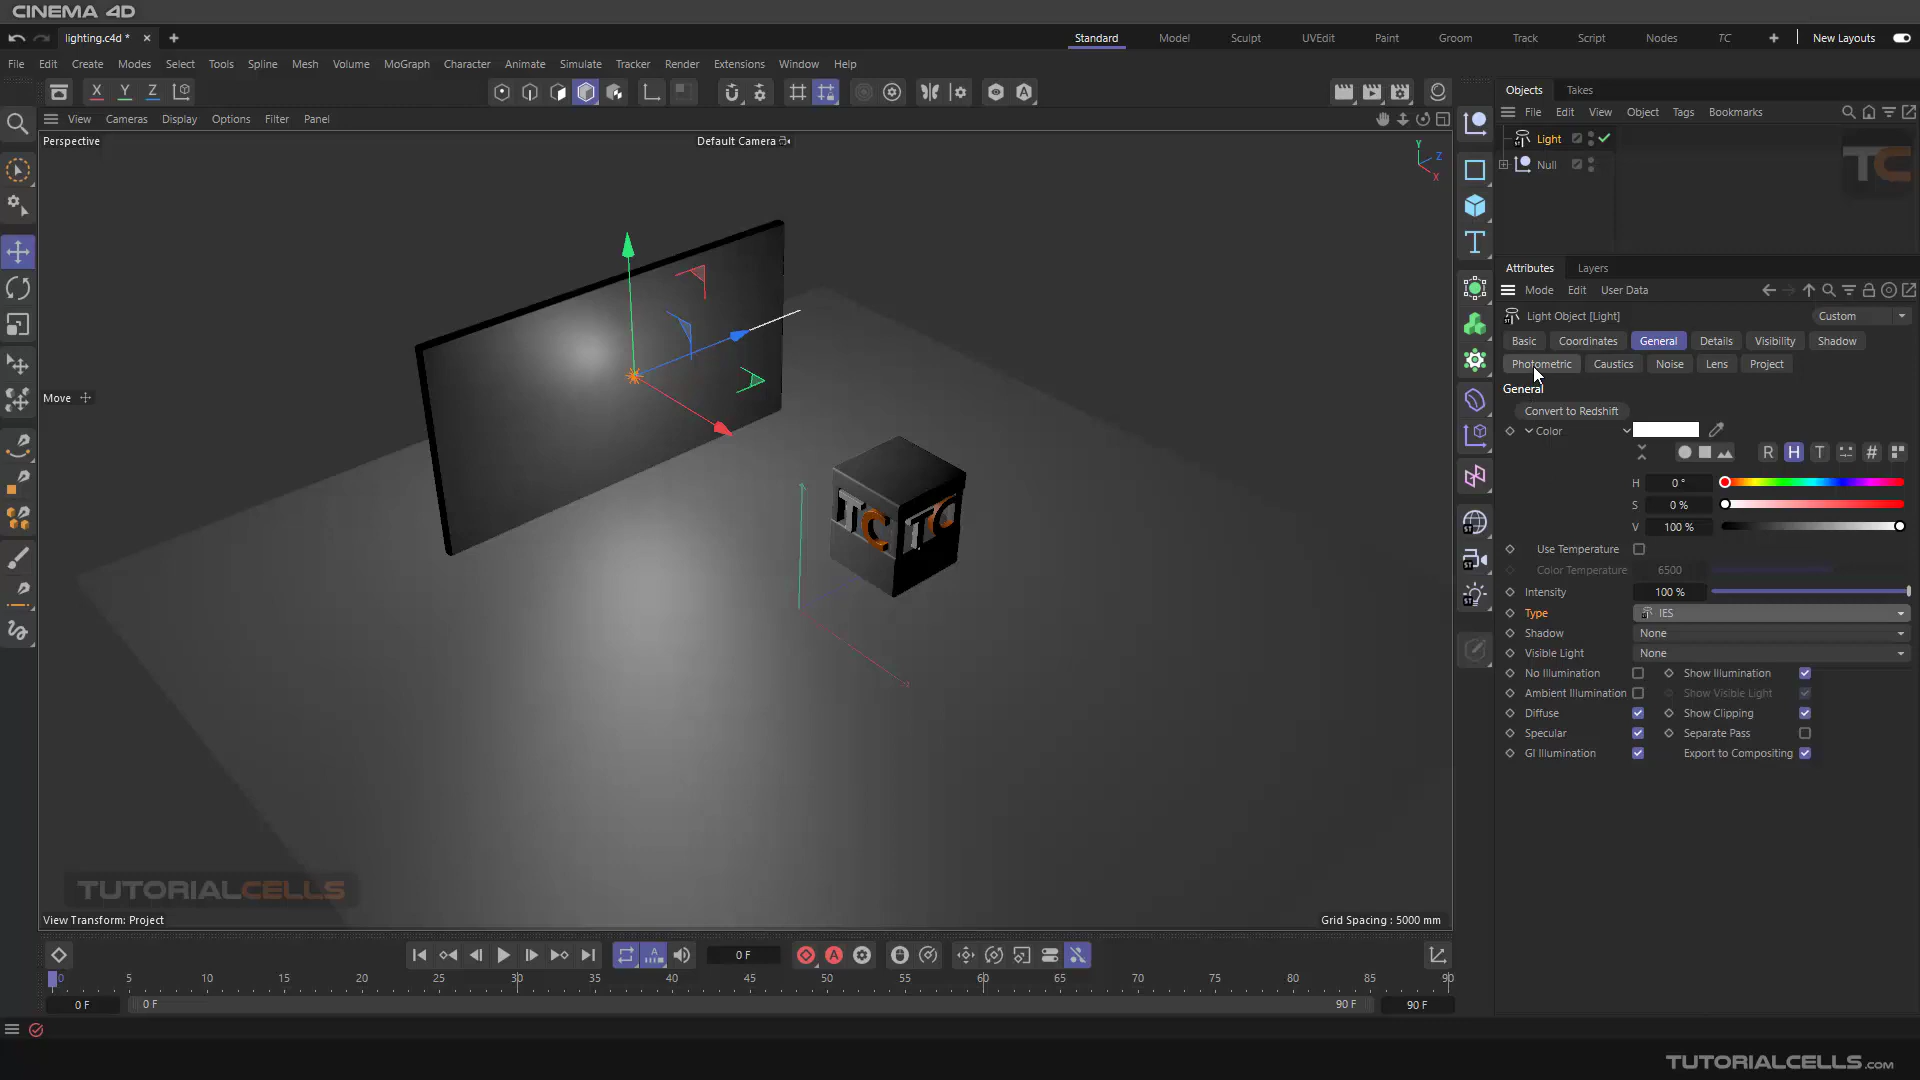 CINEMA 4D
lighting.c4d *
Standard Model Sculpt UVEdit Paint Groom Track Script Nodes TC New Layouts
File Edit Create Modes Select Tools Spline Mesh Volume MoGraph Character Animate Simulate Tracker Render Extensions Window Help
X Y Z
Objects Takes
File Edit View Object Tags Bookmarks
View Cameras Display Options Filter Panel
Perspective
Default Camera
Y
Z
X
Light
Null
TC
Attributes Layers
Mode Edit User Data
Light Object [Light]
Custom
Basic Coordinates General Details Visibility Shadow
Photometric Caustics Noise Lens Project
General
Move
Convert to Redshift
Color
R H T #
H 0 °
S 0 %
V 100 %
TC TC
Use Temperature
Color Temperature 6500
Intensity 100 %
Type IES
Shadow None
Visible Light None
No Illumination Show Illumination
Ambient Illumination Show Visible Light
Diffuse Show Clipping
Specular Separate Pass
GI Illumination Export to Compositing
TUTORIALCELLS
View Transform: Project
Grid Spacing : 5000 mm
0 F
0 5 10 15 20 25 30 35 40 45 50 55 60 65 70 75 80 85 90
0 F 0 F 90 F 90 F
TUTORIALCELLS.COM